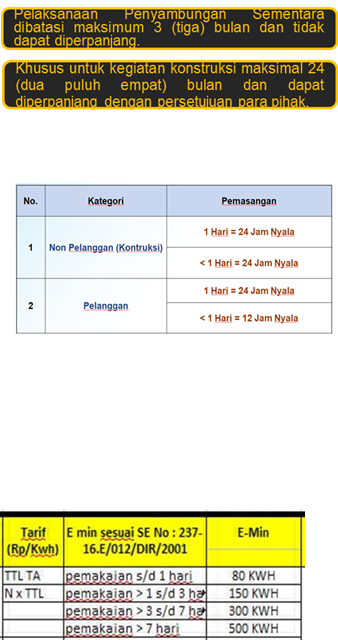 Pelaksanaan Penyambungan Sementara
dibatasi maksimum 3 (tiga) bulan dan tidak
dapat diperpanjang.
Khusus untuk kegiatan konstruksi maksimal 24
(dua puluh empat) bulan dan dapat
diperpanjang dengan persetujuan para pihak.
No. Kategori Pemasangan
1 Non Pelanggan (Kontruksi) 1 Hari = 24 Jam Nyala
< 1 Hari = 24 Jam Nyala
2 Pelanggan 1 Hari = 24 Jam Nyala
< 1 Hari = 12 Jam Nyala
Tarif E min sesuai SE No : 237- E-Min
(Rp/Kwh) 16.E/012/DIR/2001
TTL TA pemakaian s/d 1 hari 80 KWH
N x TTL pemakaian > 1 s/d 3 ha 150 KWH
pemakaian > 3 s/d 7 ha 300 KWH
pemakaian > 7 hari 500 KWH